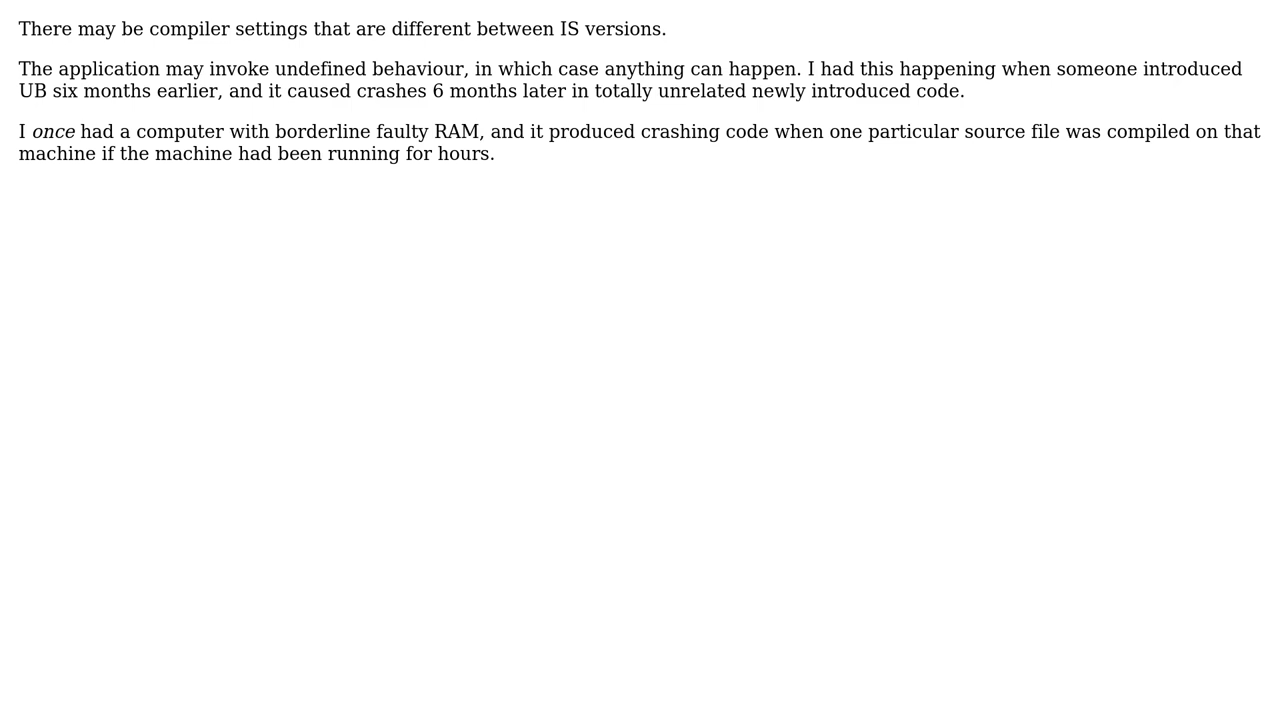 There may be compiler settings that are different between IS versions.
The application may invoke undefined behaviour, in which case anything can happen. I had this happening when someone introduced
UB six months earlier, and it caused crashes 6 months later in totally unrelated newly introduced code.
I once had a computer with borderline faulty RAM, and it produced crashing code when one particular source file was compiled on that
machine if the machine had been running for hours.